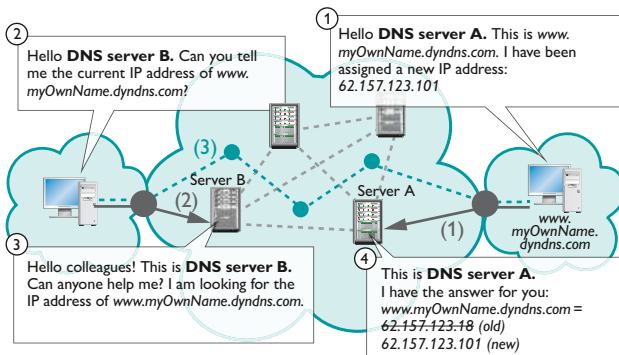 1
Hello DNS server A. This is www.
myOwnName.dyndns.com. I have been
assigned a new IP address:
62.157.123.101
2
Hello DNS server B. Can you tell
me the current IP address of www.
myOwnName.dyndns.com?
(3)
Server B
Server A
(2)
(1)
www.
myOwnName.
dyndns.com
3
Hello colleagues! This is DNS server B.
Can anyone help me? I am looking for the
IP address of www.myOwnName.dyndns.com.
4
This is DNS server A.
I have the answer for you:
www.myOwnName.dyndns.com =
62.157.123.18 (old)
62.157.123.101 (new)